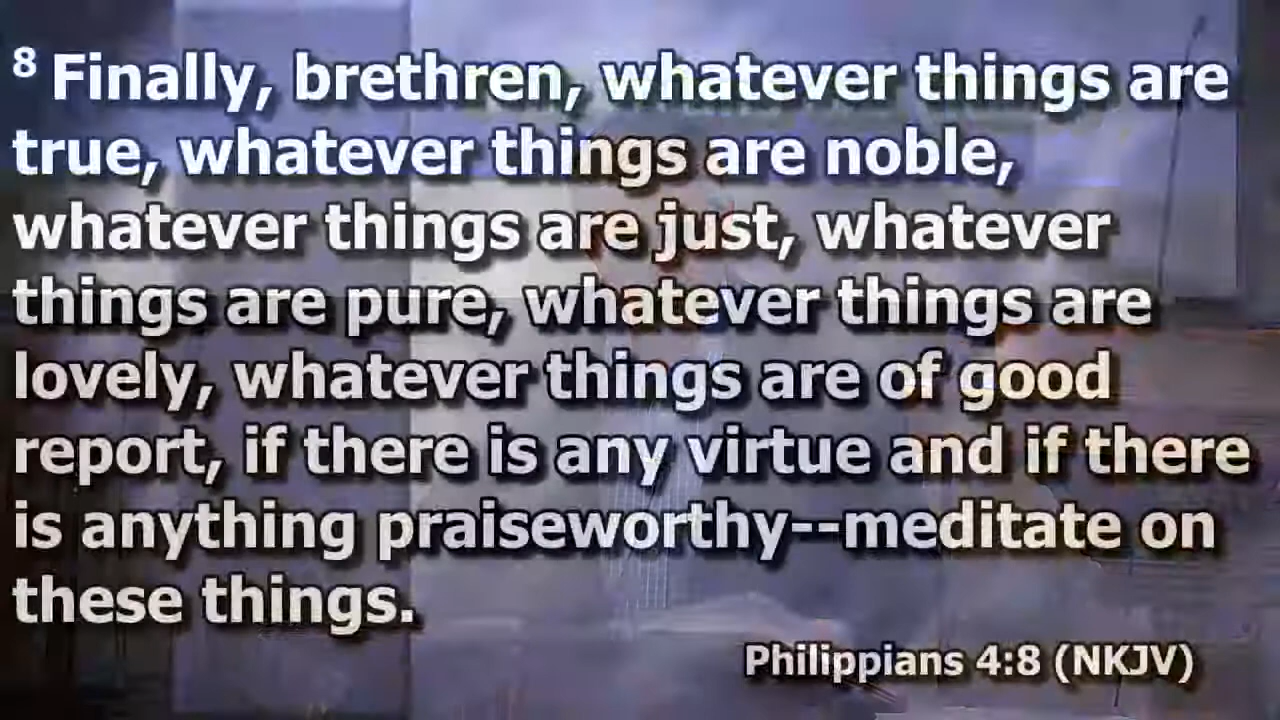 8 Finally, brethren, whatever things are
true, whatever things are noble,
whatever things are just, whatever
things are pure, whatever things are
lovely, whatever things are of good
report, if there is any virtue and if there
is anything praiseworthy--meditate on
these things.
Philippians 4:8 (NKJV)